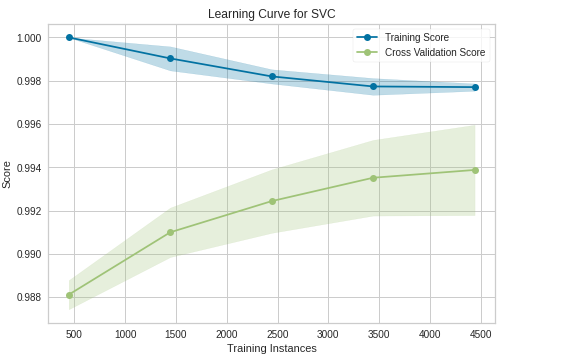 Learning Curve for SVC
Training Score
Cross Validation Score
1.000
0.998
0.996
0.994
0.992
0.990
0.988
Score
500 1000 1500 2000 2500 3000 3500 4000 4500
Training Instances